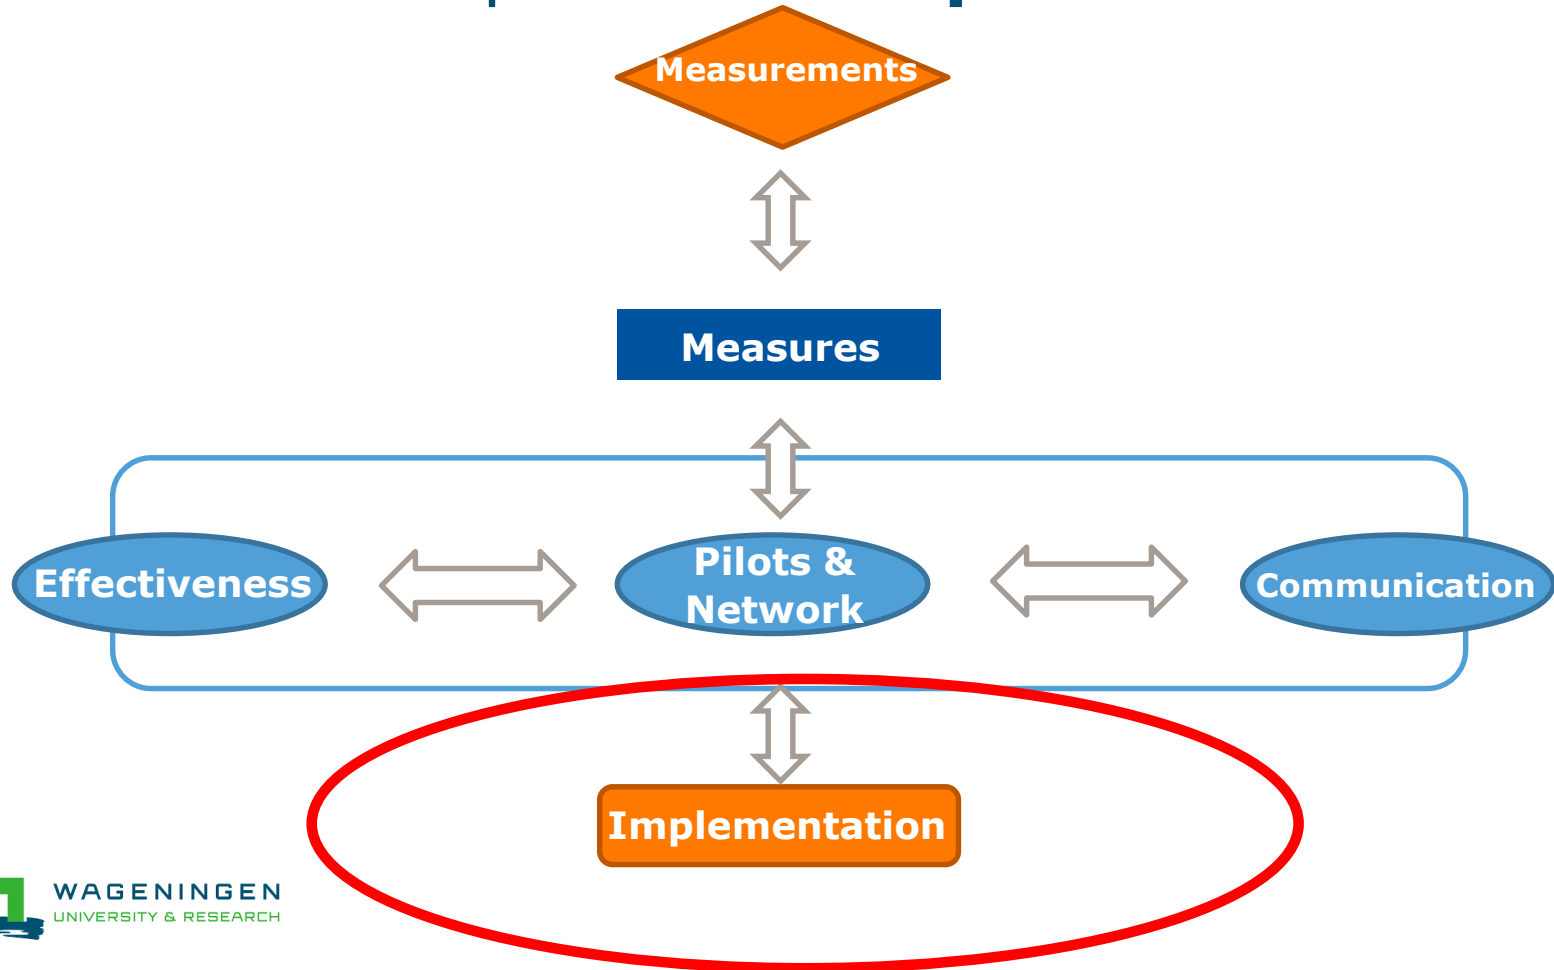 Measurements
Measures
Effectiveness
Pilots &
Network
Communication
Implementation
WAGENINGEN
UNIVERSITY & RESEARCH